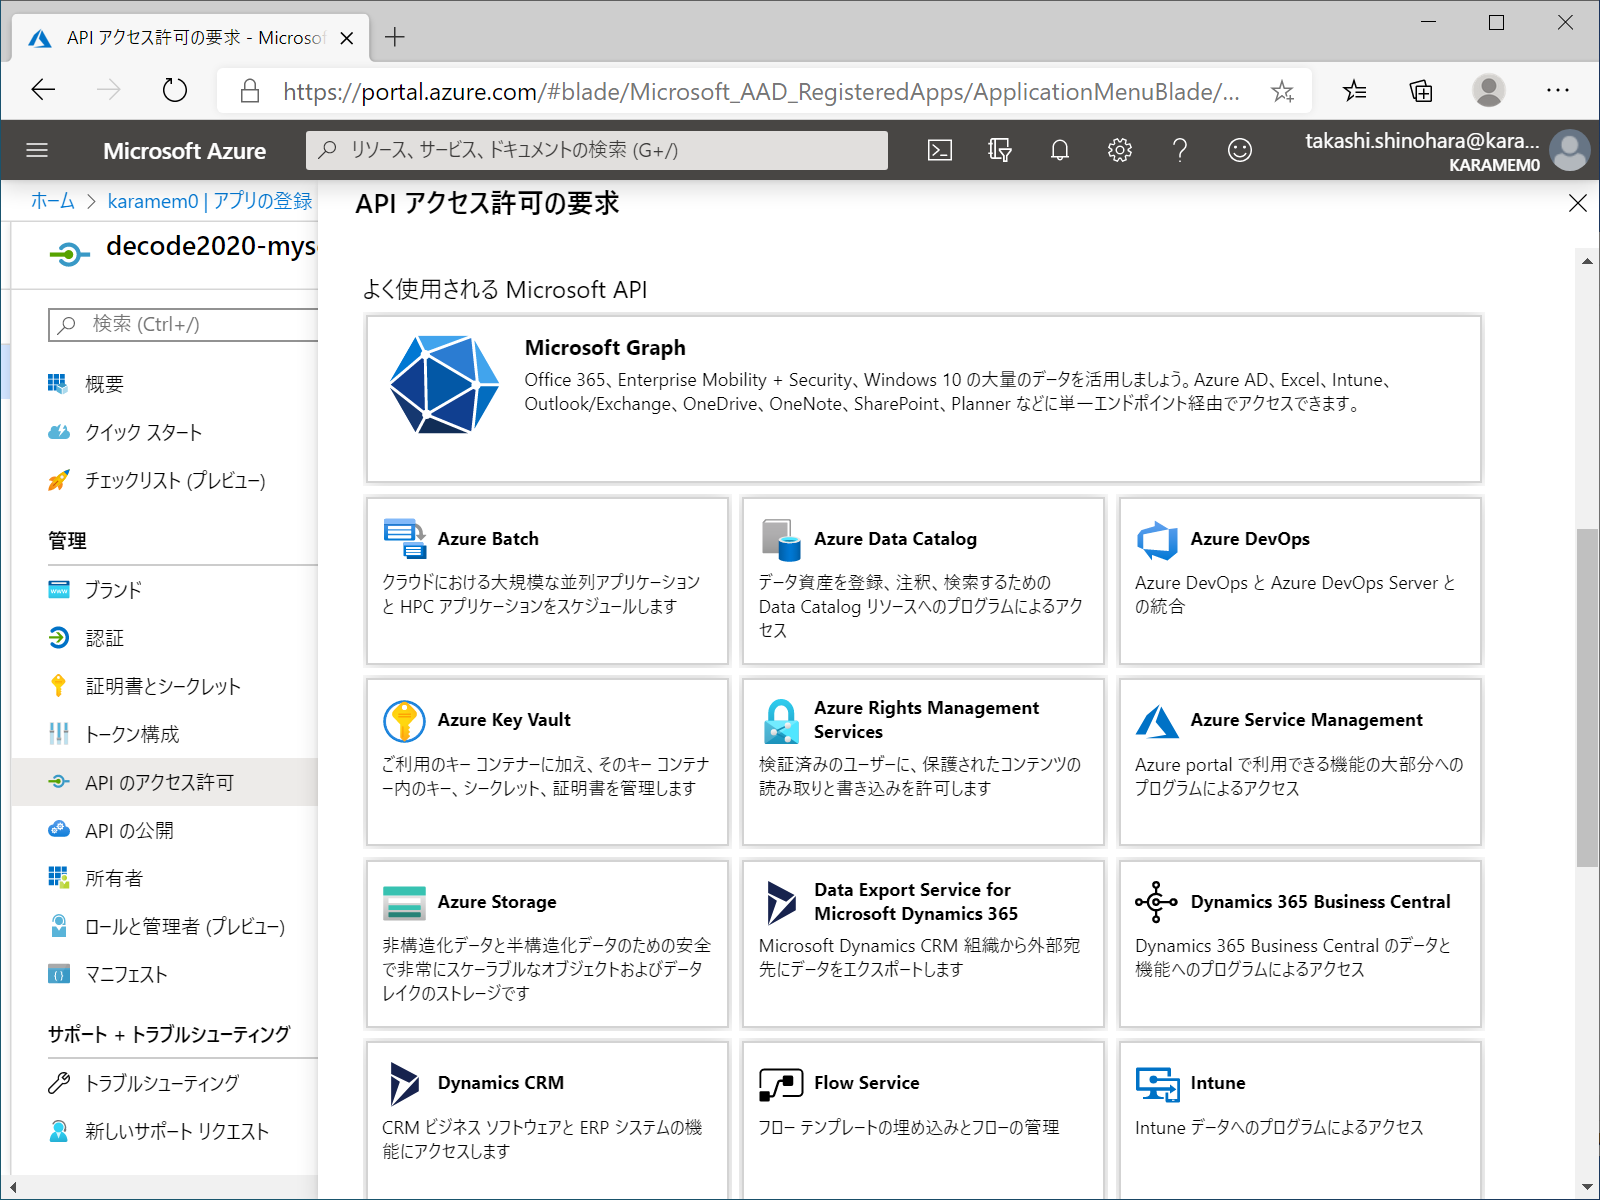 API アクセス許可の要求 - Microsof
https://portal.azure.com/#blade/Microsoft_AAD_RegisteredApps/ApplicationMenuBlade/...
Microsoft Azure
リソース、サービス、ドキュメントの検索 (G+/)
takashi.shinohara@kara...
KARAMEM0
ホーム > karamem0 | アプリの登録
decode2020-mys
検索 (Ctrl+/)
概要
クイック スタート
チェックリスト (プレビュー)
管理
ブランド
認証
証明書とシークレット
トークン構成
API のアクセス許可
API の公開
所有者
ロールと管理者 (プレビュー)
マニフェスト
サポート + トラブルシューティング
トラブルシューティング
新しいサポート リクエスト
API アクセス許可の要求
よく使用される Microsoft API
Microsoft Graph
Office 365、Enterprise Mobility + Security、Windows 10 の大量のデータを活用しましょう。Azure AD、Excel、Intune、
Outlook/Exchange、OneDrive、OneNote、SharePoint、Planner などに単一エンドポイント経由でアクセスできます。
Azure Batch
クラウドにおける大規模な並列アプリケーション
と HPC アプリケーションをスケジュールします
Azure Data Catalog
データ資産を登録、注釈、検索するための
Data Catalog リソースへのプログラムによるアク
セス
Azure DevOps
Azure DevOps と Azure DevOps Server と
の統合
Azure Key Vault
ご利用のキー コンテナーに加え、そのキー コンテナ
ー内のキー、シークレット、証明書を管理します
Azure Rights Management
Services
検証済みのユーザーに、保護されたコンテンツの
読み取りと書き込みを許可します
Azure Service Management
Azure portal で利用できる機能の大部分への
プログラムによるアクセス
Azure Storage
非構造化データと半構造化データのための安全
で非常にスケーラブルなオブジェクトおよびデータ
レイクのストレージです
Data Export Service for
Microsoft Dynamics 365
Microsoft Dynamics CRM 組織から外部宛
先にデータをエクスポートします
Dynamics 365 Business Central
Dynamics 365 Business Central のデータと
機能へのプログラムによるアクセス
Dynamics CRM
CRM ビジネス ソフトウェアと ERP システムの機
能にアクセスします
Flow Service
フロー テンプレートの埋め込みとフローの管理
Intune
Intune データへのプログラムによるアクセス